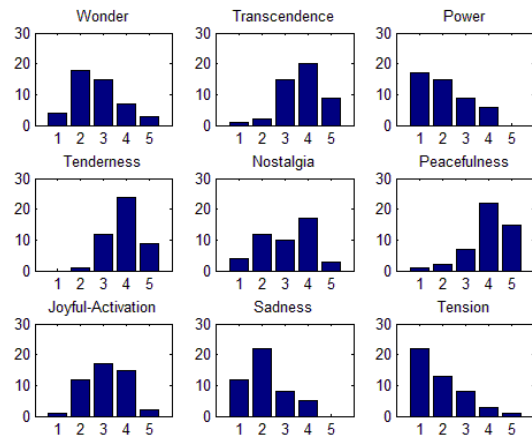 Wonder Transcendence Power
30 30 30
20 20 20
10 10 10
0 0 0
1 2 3 4 5 1 2 3 4 5 1 2 3 4 5
Tenderness Nostalgia Peacefulness
30 30 30
20 20 20
10 10 10
0 0 0
1 2 3 4 5 1 2 3 4 5 1 2 3 4 5
Joyful-Activation Sadness Tension
30 30 30
20 20 20
10 10 10
0 0 0
1 2 3 4 5 1 2 3 4 5 1 2 3 4 5